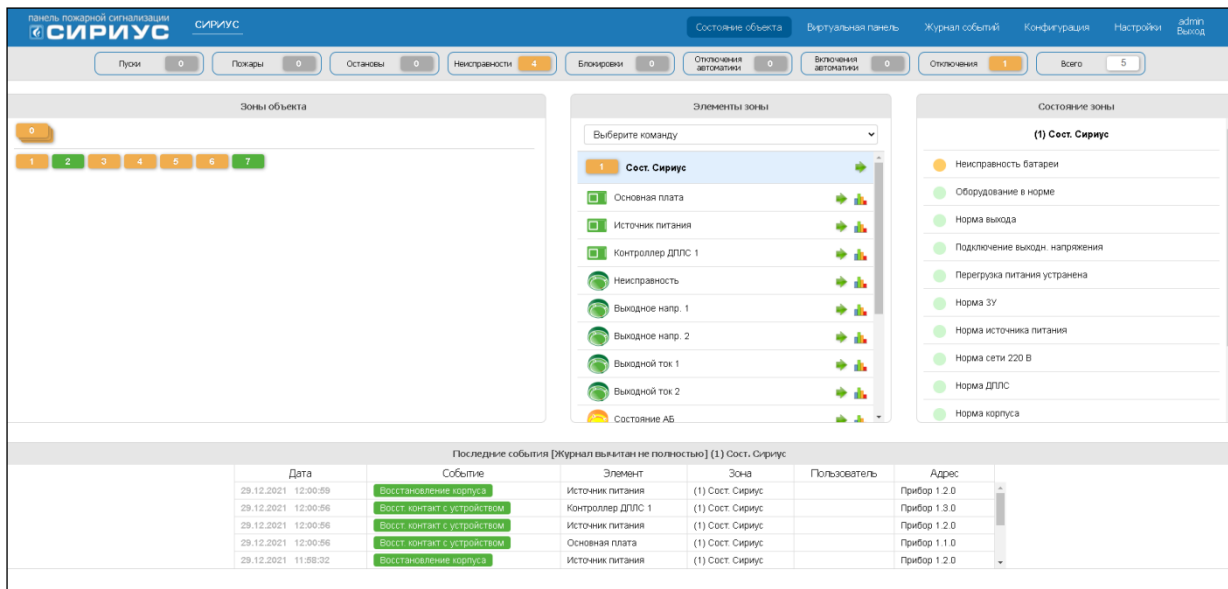 панель пожарной сигнализации
СИРИУС
СИРИУС
Состояние объекта
Виртуальная панель
Журнал событий
Конфигурация
Настройки
admin
Выход
Пуски 0
Пожары 0
Остановы 0
Неисправности 4
Блокировки 0
Отключения автоматики 0
Включения автоматики 0
Отключения 1
Всего 5
Зоны объекта
0
1 2 3 4 5 6 7
Элементы зоны
Выберите команду
1 Сост. Сириус
Основная плата
Источник питания
Контроллер ДПЛС 1
Неисправность
Выходное напр. 1
Выходное напр. 2
Выходной ток 1
Выходной ток 2
Состояние АБ
Состояние зоны
(1) Сост. Сириус
Неисправность батареи
Оборудование в норме
Норма выхода
Подключение выходн. напряжения
Перегрузка питания устранена
Норма ЗУ
Норма источника питания
Норма сети 220 В
Норма ДПЛС
Норма корпуса
Последние события [Журнал вычитан не полностью] (1) Сост. Сириус
Дата Событие Элемент Зона Пользователь Адрес
29.12.2021 12:00:59 Восстановление корпуса Источник питания (1) Сост. Сириус Прибор 1.2.0
29.12.2021 12:00:56 Восст. контакт с устройством Контроллер ДПЛС 1 (1) Сост. Сириус Прибор 1.3.0
29.12.2021 12:00:56 Восст. контакт с устройством Источник питания (1) Сост. Сириус Прибор 1.2.0
29.12.2021 12:00:56 Восст. контакт с устройством Основная плата (1) Сост. Сириус Прибор 1.1.0
29.12.2021 11:58:32 Восстановление корпуса Источник питания (1) Сост. Сириус Прибор 1.2.0